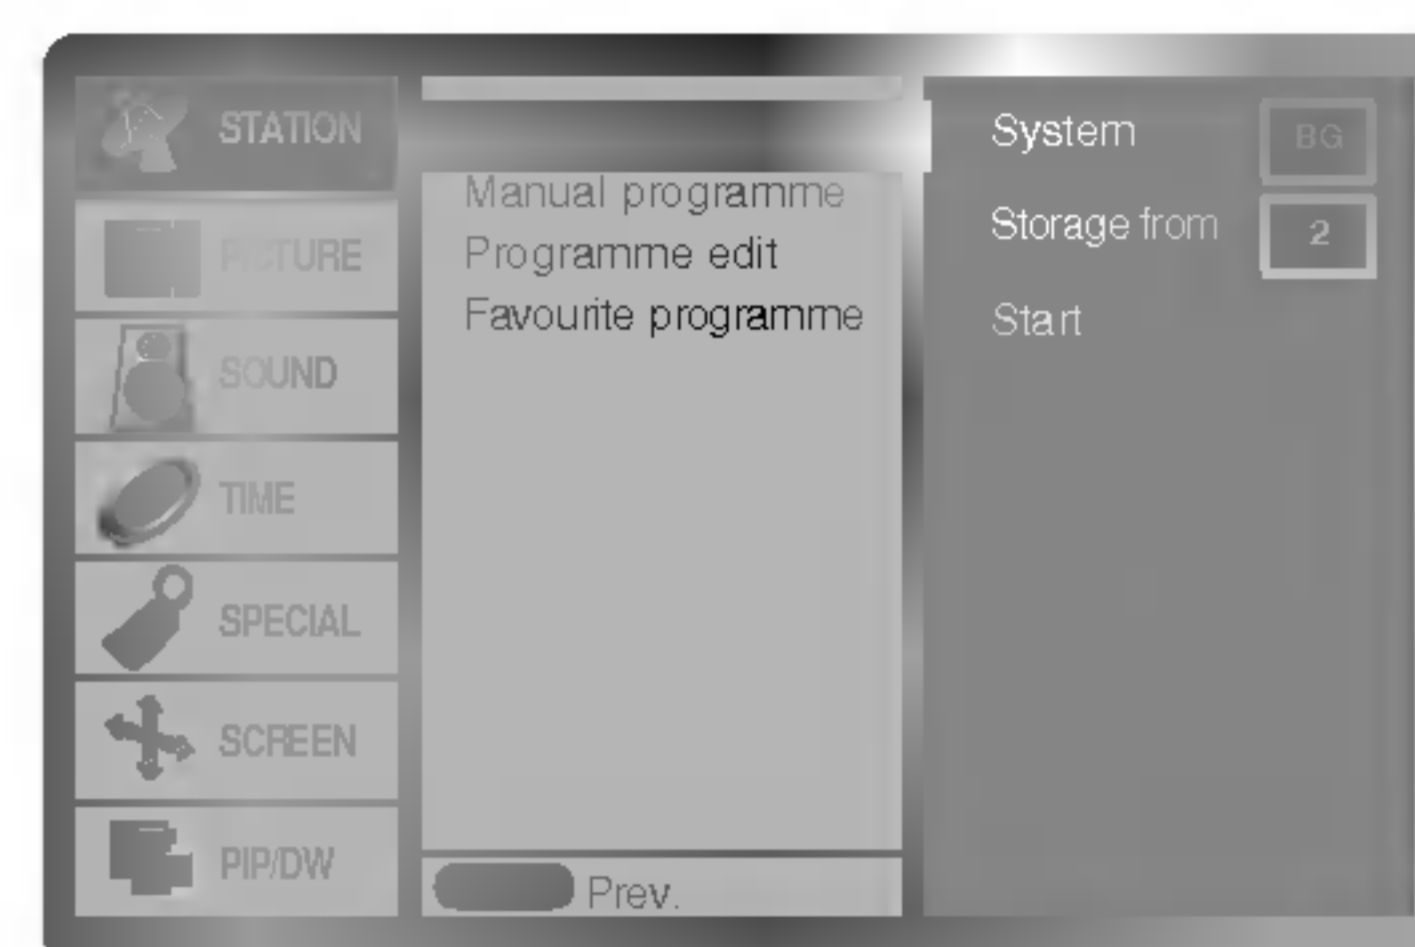 STATION
PICTURE
SOUND
TIME
SPECIAL
SCREEN
PIP/DW
Manual programme
Programme edit
Favourite programme
Prev.
System BG
Storage from 2
Start